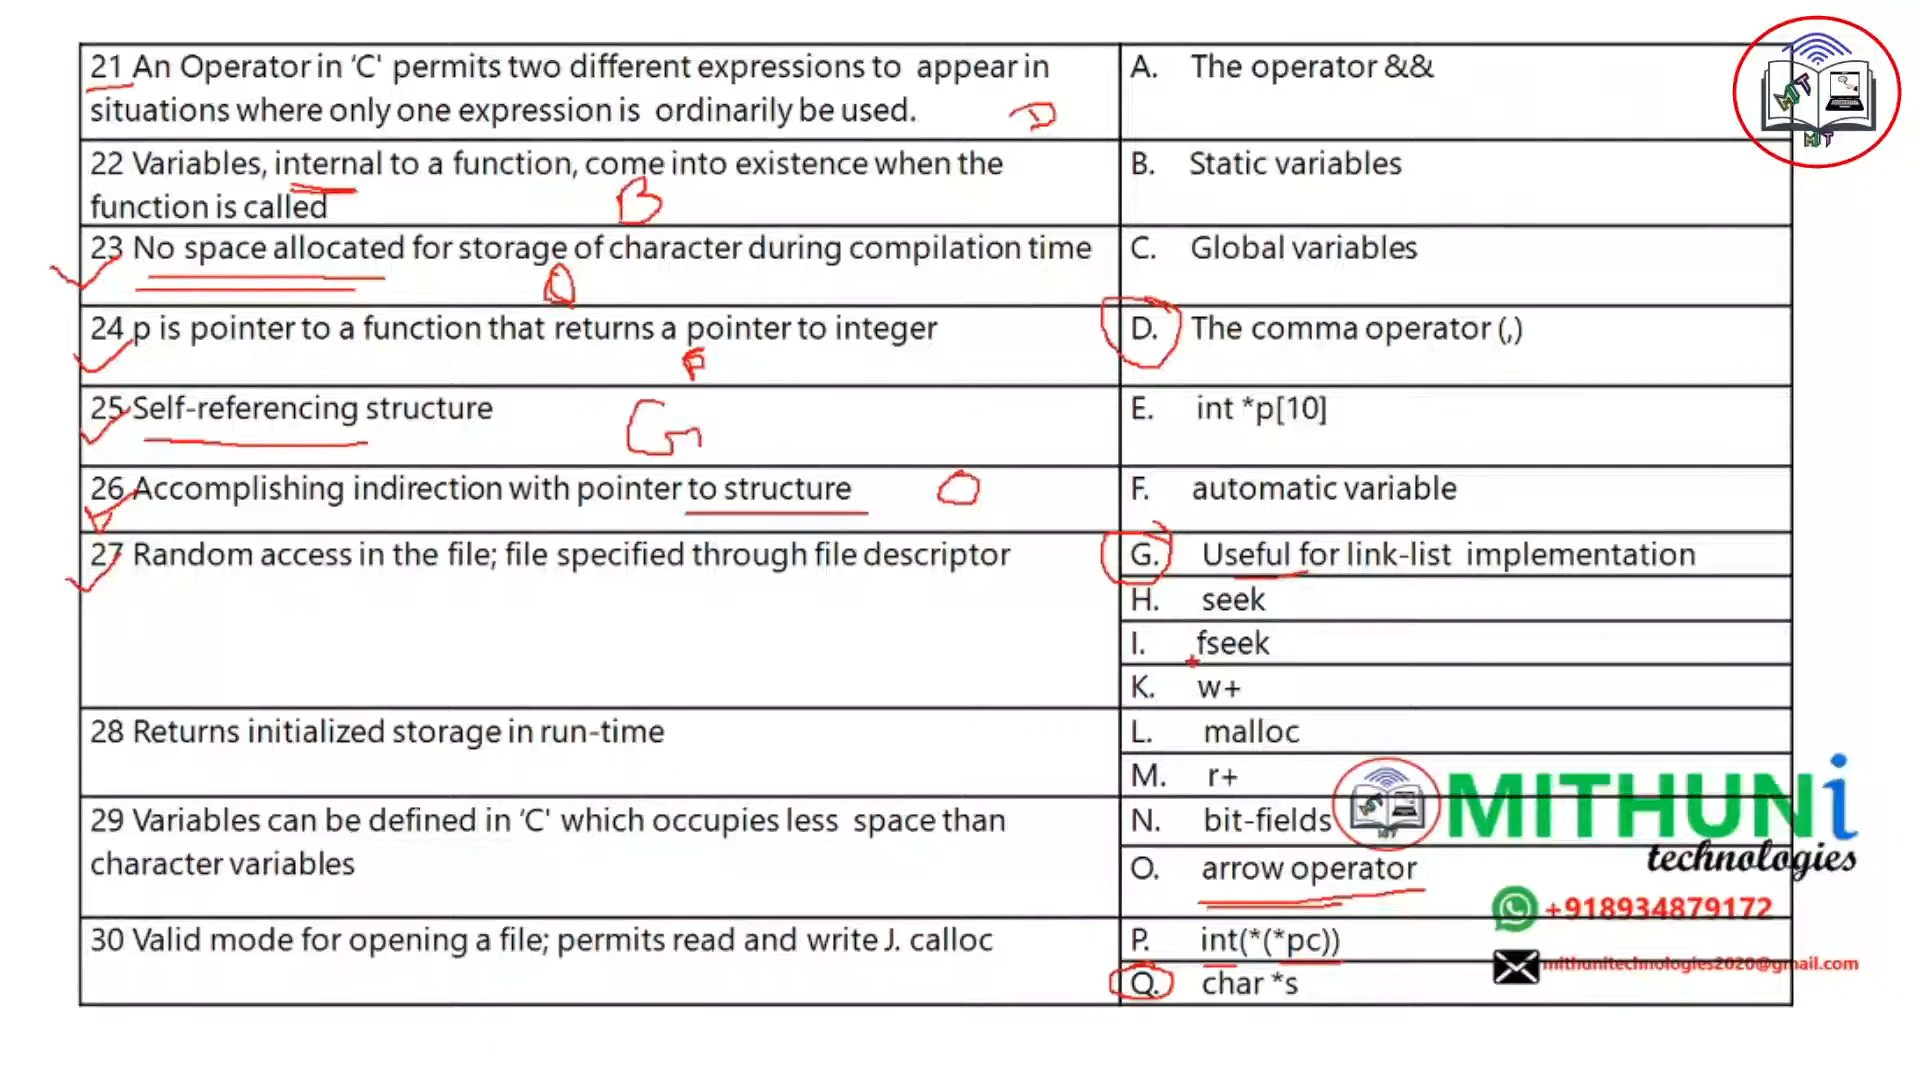 21 An Operator in ‘C' permits two different expressions to appear in
situations where only one expression is ordinarily be used.
D
A. The operator &&
22 Variables, internal to a function, come into existence when the
function is called
B
B. Static variables
23 No space allocated for storage of character during compilation time
Q
C. Global variables
24 p is pointer to a function that returns a pointer to integer
P
D. The comma operator (,)
25 Self-referencing structure
G
E. int *p[10]
26 Accomplishing indirection with pointer to structure
O
F. automatic variable
27 Random access in the file; file specified through file descriptor
G. Useful for link-list implementation
H. seek
I. fseek
K. w+
28 Returns initialized storage in run-time
L. malloc
M. r+
29 Variables can be defined in ‘C' which occupies less space than
character variables
N. bit-fields
O. arrow operator
30 Valid mode for opening a file; permits read and write J. calloc
P. int(*(*pc))
Q. char *s
MIT
MIT
MITHUNi
technologies
+918934879172
mithunitechnologies2020@gmail.com